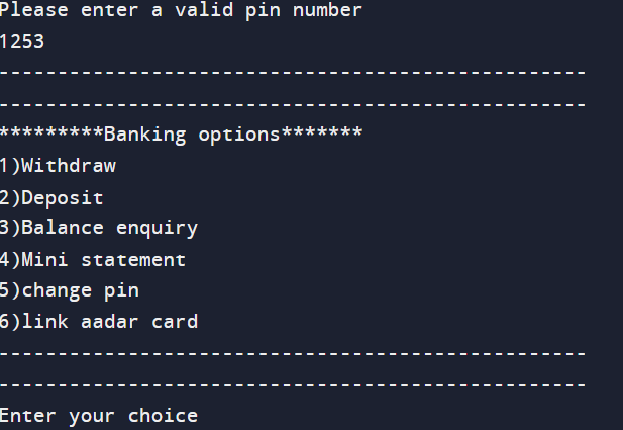 Please enter a valid pin number
1253
--------------------------------------------------
--------------------------------------------------
*********Banking options*******
1)Withdraw
2)Deposit
3)Balance enquiry
4)Mini statement
5)change pin
6)link aadar card
--------------------------------------------------
--------------------------------------------------
Enter your choice